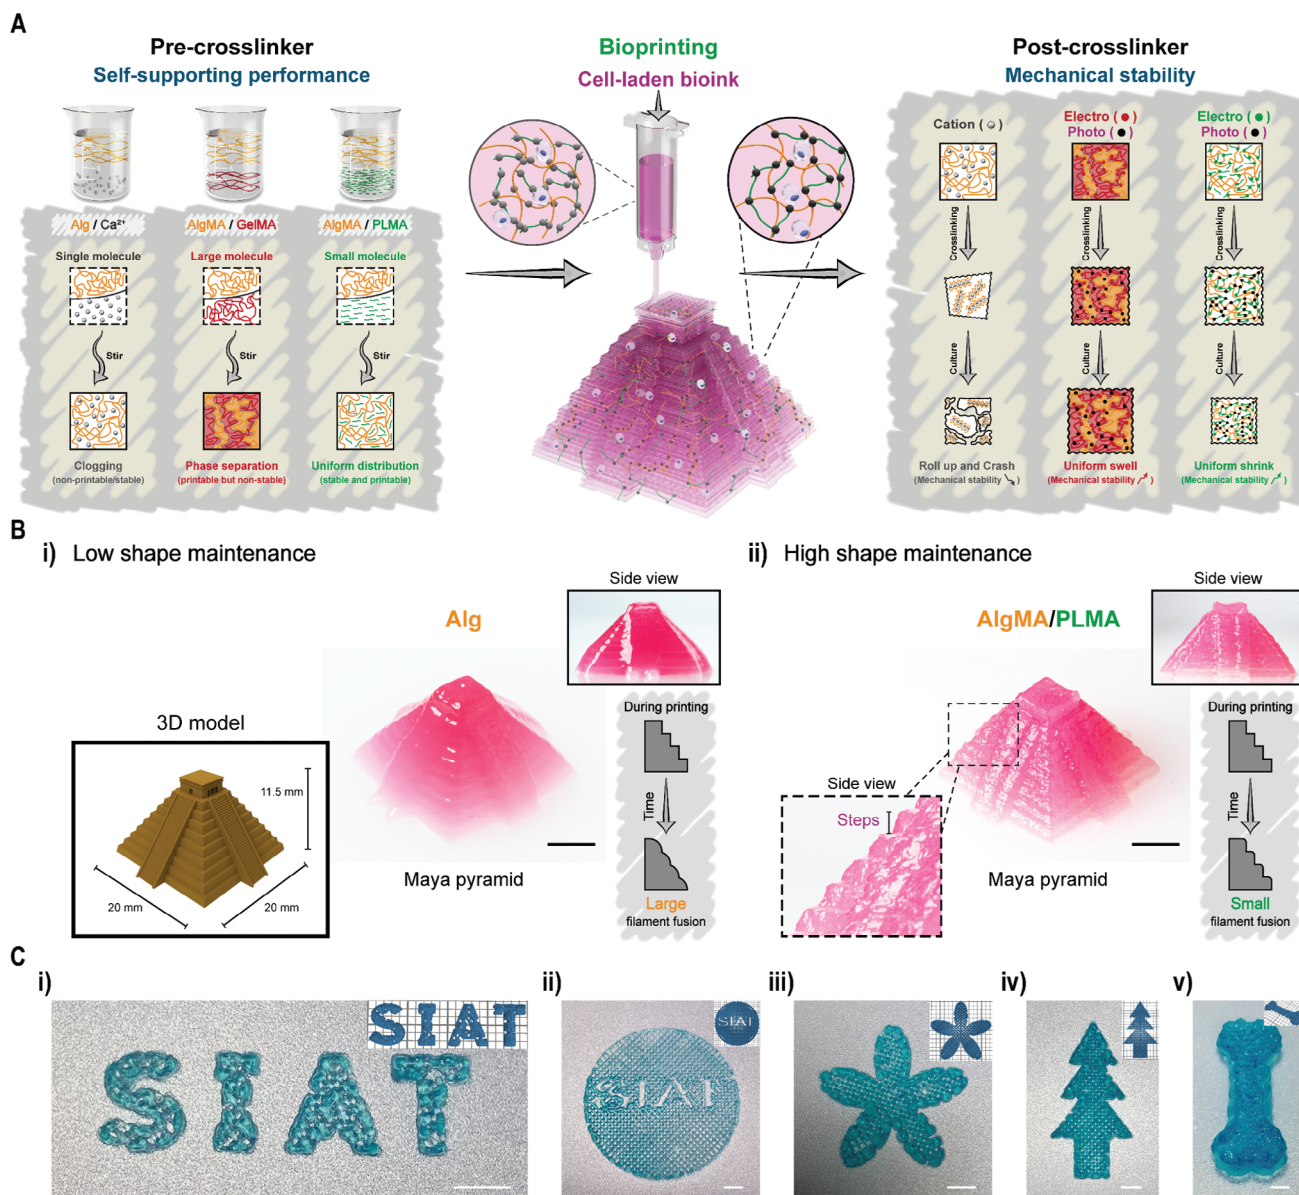 A
Pre-crosslinker
Self-supporting performance
Alg / Ca²⁺
AlgMA / GelMA
AlgMA / PLMA
Single molecule
Large molecule
Small molecule
Stir
Stir
Stir
Clogging
(non-printable/stable)
Phase separation
(printable but non-stable)
Uniform distribution
(stable and printable)
Bioprinting
Cell-laden bioink
Post-crosslinker
Mechanical stability
Cation ( )
Electro ( )
Photo ( )
Electro ( )
Photo ( )
Crosslinking
Crosslinking
Crosslinking
Culture
Culture
Culture
Roll up and Crash
(Mechanical stability )
Uniform swell
(Mechanical stability )
Uniform shrink
(Mechanical stability )
B
i) Low shape maintenance
3D model
11.5 mm
20 mm
20 mm
Alg
Maya pyramid
Side view
During printing
Time
Large
filament fusion
ii) High shape maintenance
AlgMA/PLMA
Side view
Side view
Steps
Maya pyramid
During printing
Time
Small
filament fusion
C
i)
SIAT
SIAT
ii)
SIAT
SIAT
iii)
iv)
v)